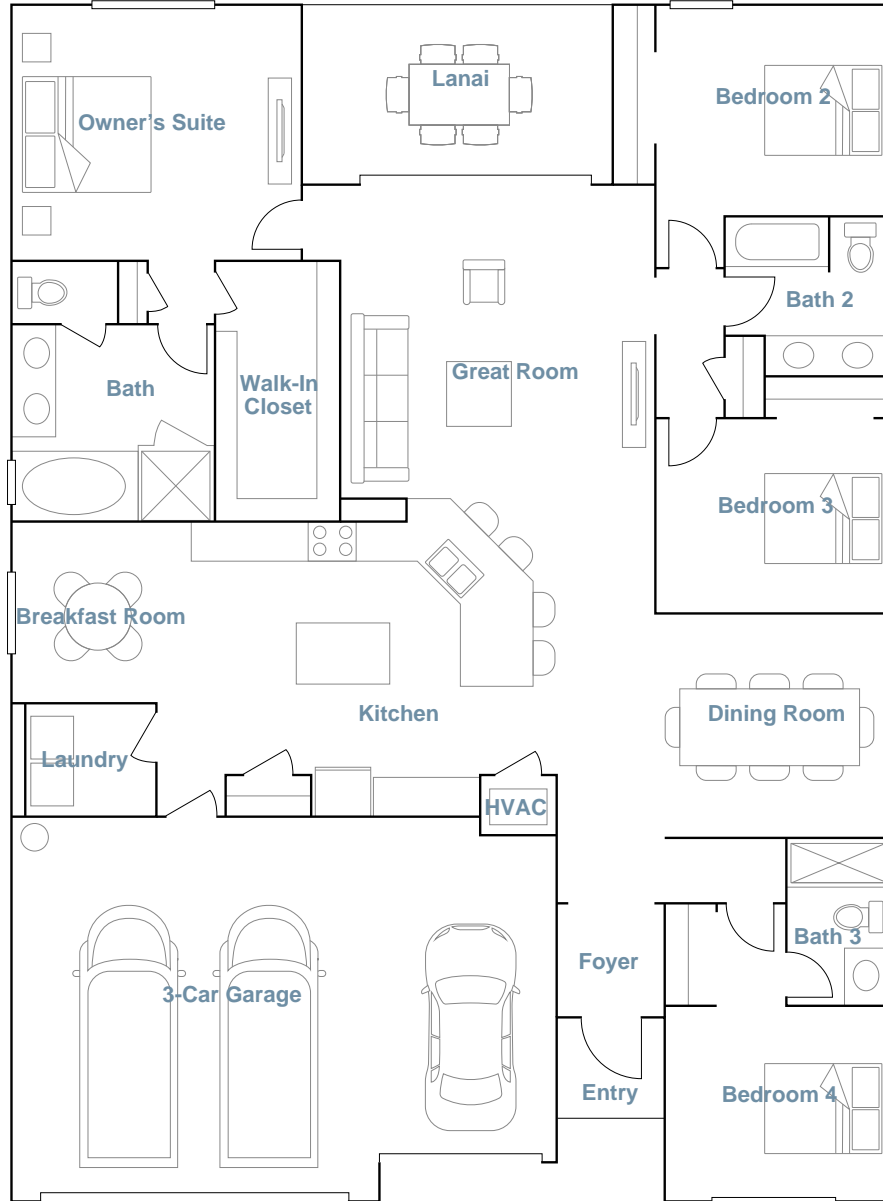 Lanai
Bedroom 2
Owner's Suite
Bath 2
Great Room
Bath
Walk-In
Closet
Bedroom 3
Breakfast Room
Kitchen
Dining Room
Laundry
HVAC
Bath 3
Foyer
3-Car Garage
Entry
Bedroom 4